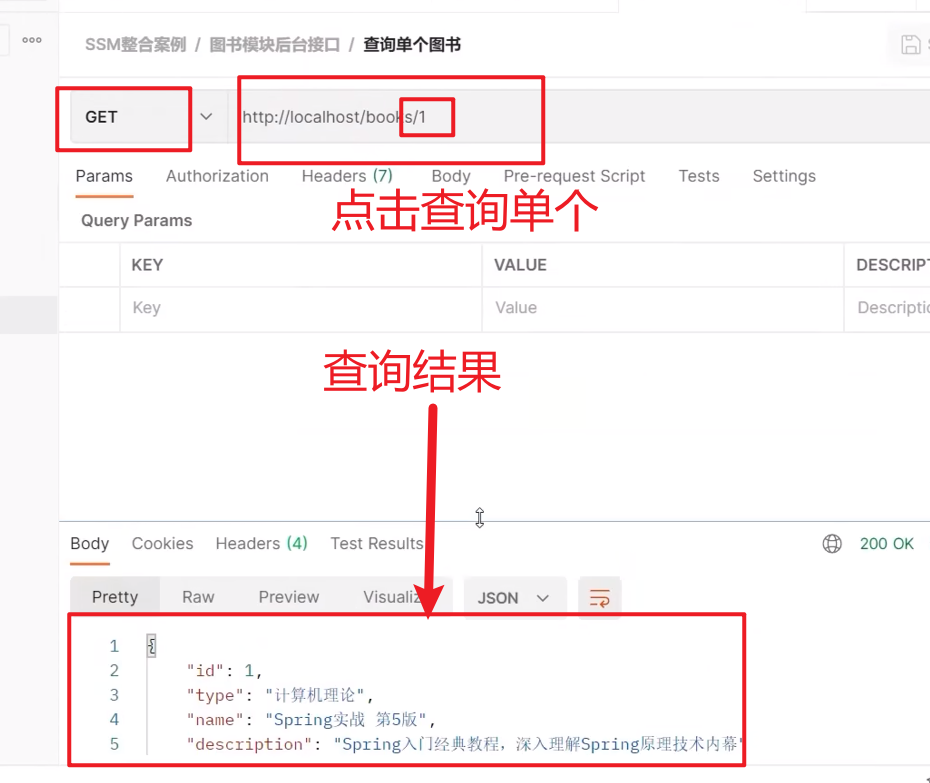 SSM整合案例 / 图书模块后台接口 / 查询单个图书
GET http://localhost/books/1
Params Authorization Headers (7) Body Pre-request Script Tests Settings
点击查询单个
Query Params
KEY VALUE DESCRIPT
Key Value Descriptio
查询结果
Body Cookies Headers (4) Test Results 200 OK
Pretty Raw Preview Visualiz JSON
1 {
2 "id": 1,
3 "type": "计算机理论",
4 "name": "Spring实战 第5版",
5 "description": "Spring入门经典教程，深入理解Spring原理技术内幕"